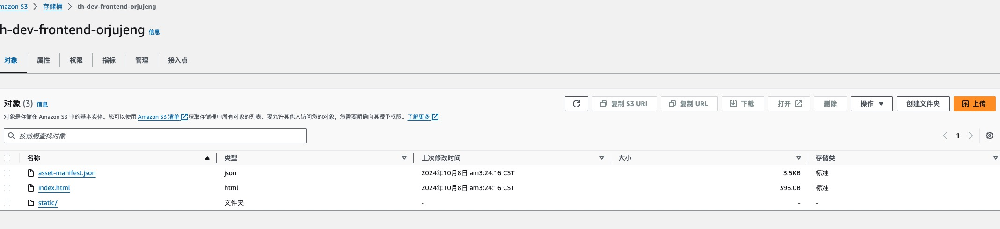 mazon S3 > 存储桶 > th-dev-frontend-orjujeng
h-dev-frontend-orjujeng 信息
对象 属性 权限 指标 管理 接入点
对象 (3) 信息 复制 S3 URI 复制 URL 下载 打开 删除 操作 创建文件夹 上传
对象是存储在 Amazon S3 中的基本实体。您可以使用 Amazon S3 清单 获取存储桶中所有对象的列表。要允许其他人访问您的对象，您需要明确向其授予权限。了解更多
按前缀查找对象 1
名称 类型 上次修改时间 大小 存储类
asset-manifest.json json 2024年10月8日 am3:24:16 CST 3.5KB 标准
index.html html 2024年10月8日 am3:24:16 CST 396.0B 标准
static/ 文件夹 - - -